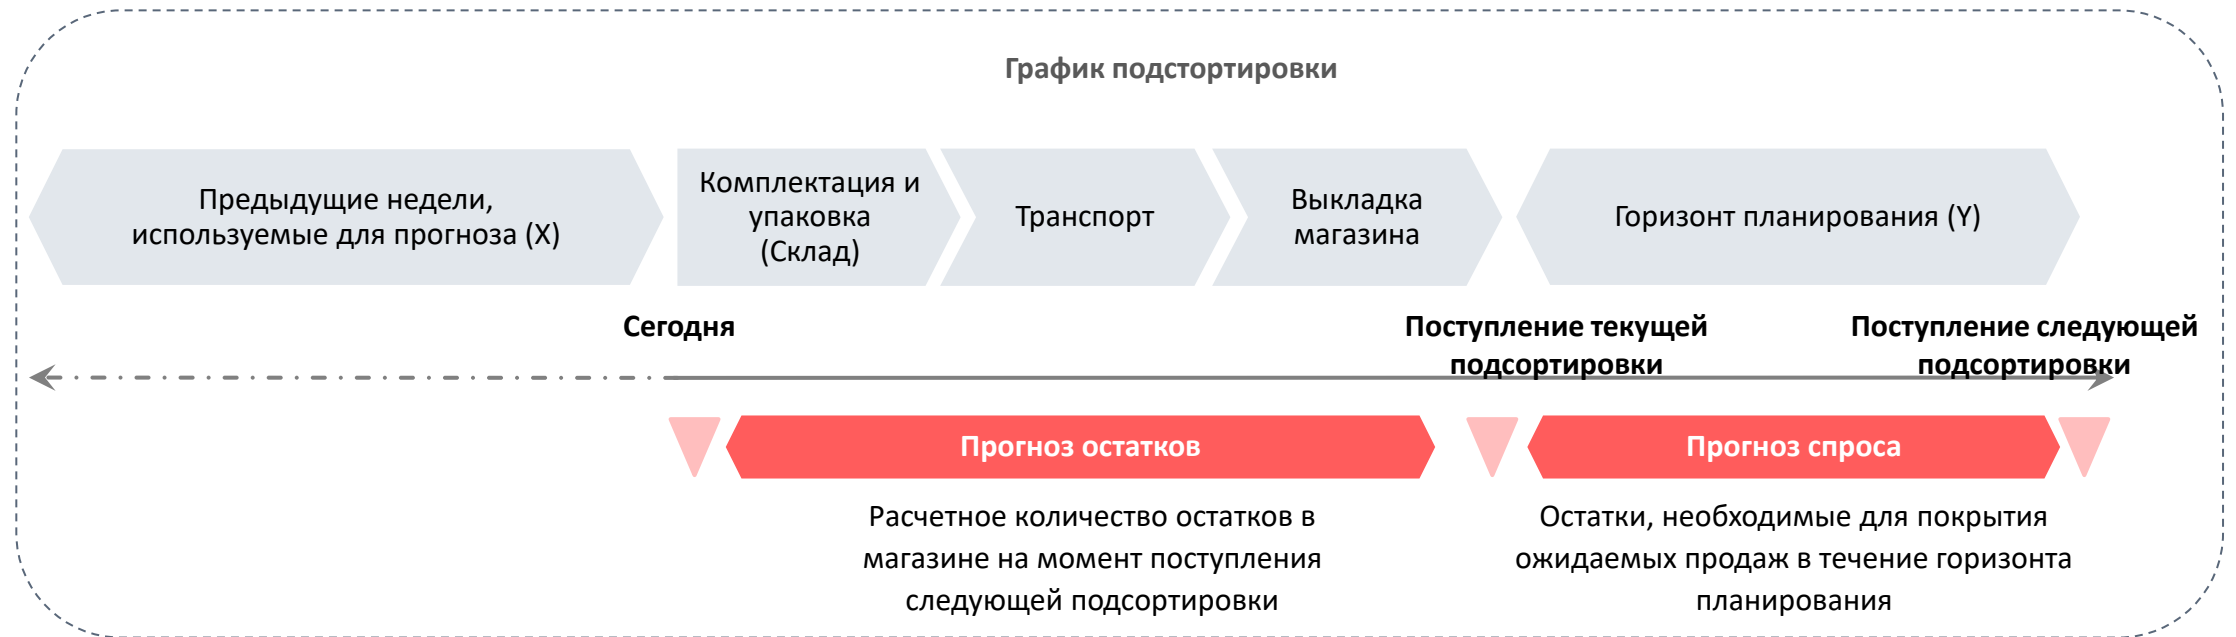 График подстортировки
Предыдущие недели,
используемые для прогноза (X)
Комплектация и
упаковка
(Склад)
Транспорт
Выкладка
магазина
Горизонт планирования (Y)
Сегодня
Поступление текущей
подсортировки
Поступление следующей
подсортировки
Прогноз остатков
Прогноз спроса
Расчетное количество остатков в
магазине на момент поступления
следующей подсортировки
Остатки, необходимые для покрытия
ожидаемых продаж в течение горизонта
планирования